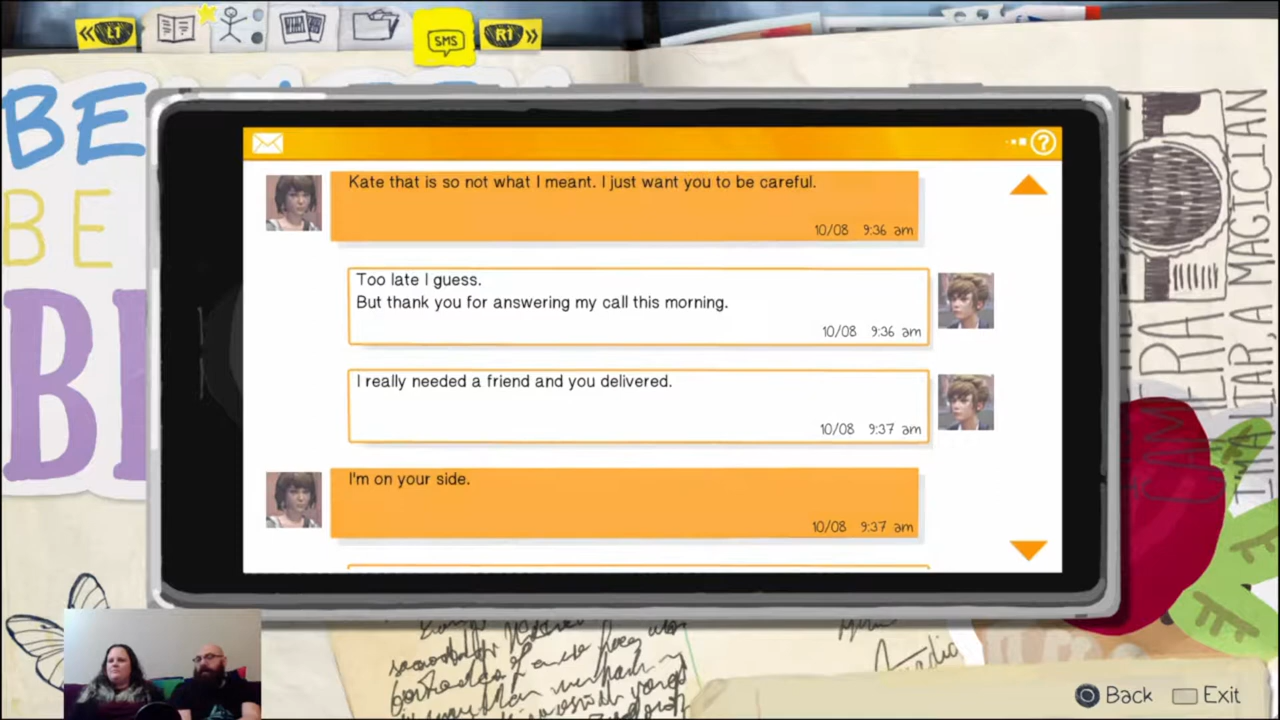 L1
SMS
R1
BE
BE
?
Kate that is so not what I meant. I just want you to be careful.
10/08 9:36 am
Too late I guess.
But thank you for answering my call this morning.
10/08 9:36 am
I really needed a friend and you delivered.
10/08 9:37 am
I'm on your side.
10/08 9:37 am
CAMERA
LIAR, A MAGICIAN
I'M A
Back
Exit